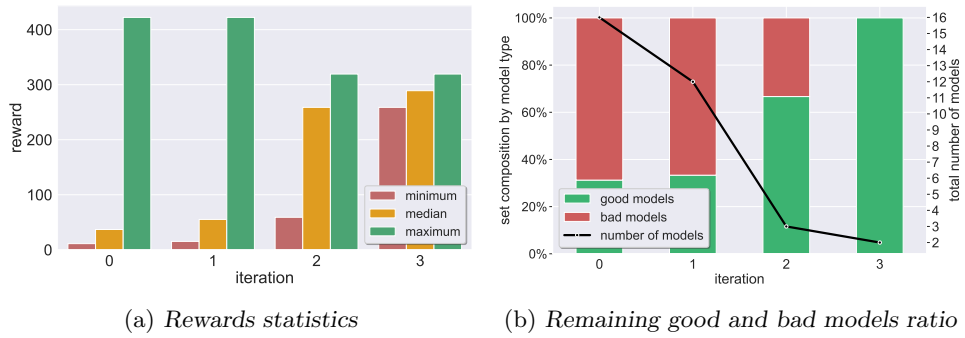 400
300
200
100
0
reward
0 1 2 3
iteration
minimum
median
maximum
(a) Rewards statistics
100%
80%
60%
40%
20%
0%
set composition by model type
16
15
14
13
12
11
10
9
8
7
6
5
4
3
2
total number of models
0 1 2 3
iteration
good models
bad models
number of models
(b) Remaining good and bad models ratio